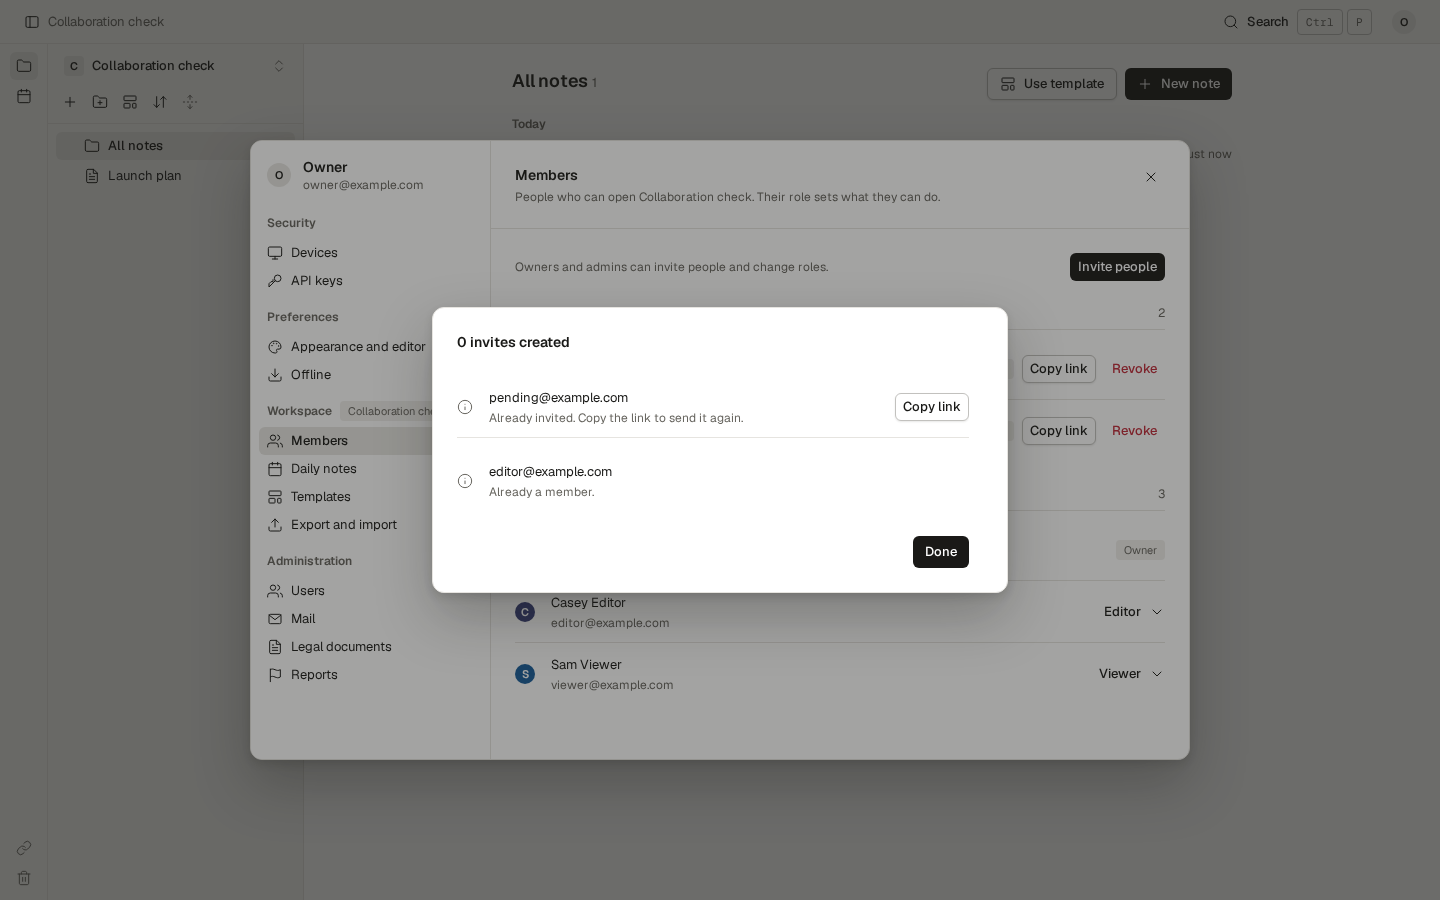 Collaboration check
Search
Ctrl
P
O
C
Collaboration check
All notes 1
Use template
New note
Today
All notes
Launch plan
ust now
O
Owner
owner@example.com
Security
Devices
API keys
Preferences
Appearance and editor
Offline
Workspace
Collaboration che
Members
Daily notes
Templates
Export and import
Administration
Users
Mail
Legal documents
Reports
Members
People who can open Collaboration check. Their role sets what they can do.
Owners and admins can invite people and change roles.
Invite people
2
Copy link
Revoke
Copy link
Revoke
3
Owner
0 invites created
pending@example.com
Already invited. Copy the link to send it again.
Copy link
editor@example.com
Already a member.
Done
C
Casey Editor
editor@example.com
Editor
S
Sam Viewer
viewer@example.com
Viewer